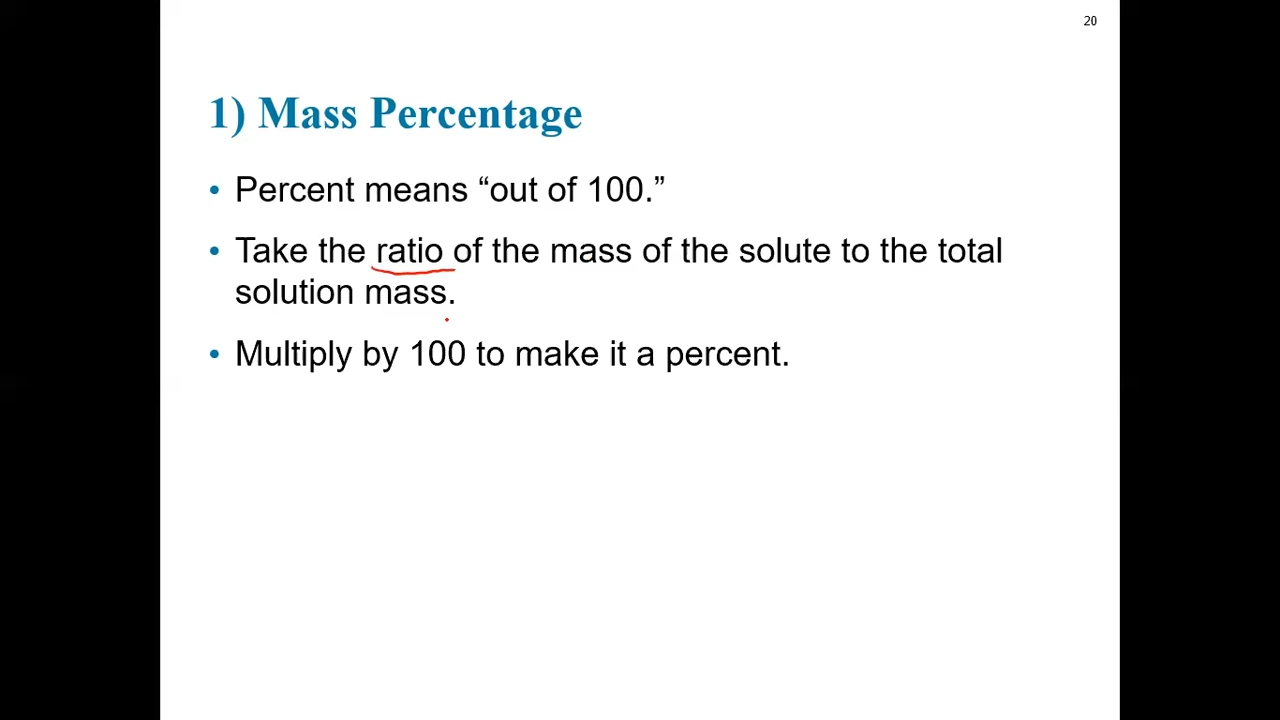 20
1) Mass Percentage
• Percent means “out of 100.”
• Take the ratio of the mass of the solute to the total
solution mass.
• Multiply by 100 to make it a percent.